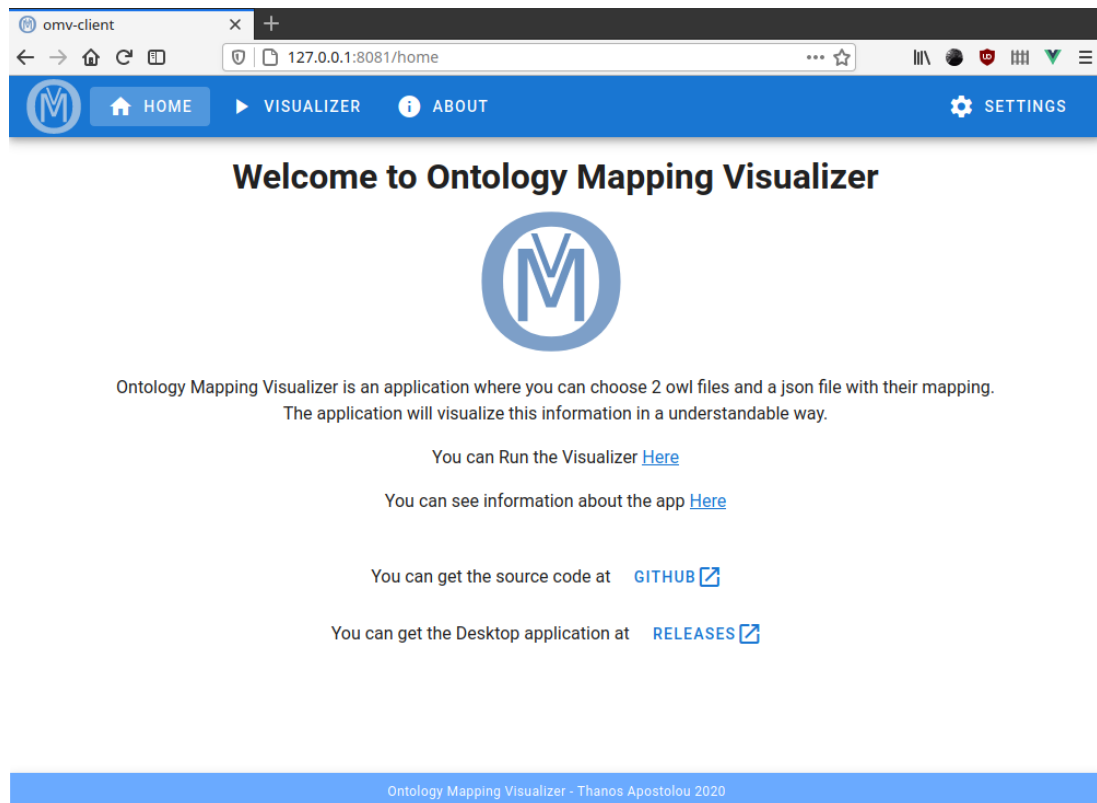 omv-client
127.0.0.1:8081/home
HOME
VISUALIZER
ABOUT
SETTINGS
Welcome to Ontology Mapping Visualizer
Ontology Mapping Visualizer is an application where you can choose 2 owl files and a json file with their mapping.
The application will visualize this information in a understandable way.
You can Run the Visualizer Here
You can see information about the app Here
You can get the source code at GITHUB
You can get the Desktop application at RELEASES
Ontology Mapping Visualizer - Thanos Apostolou 2020